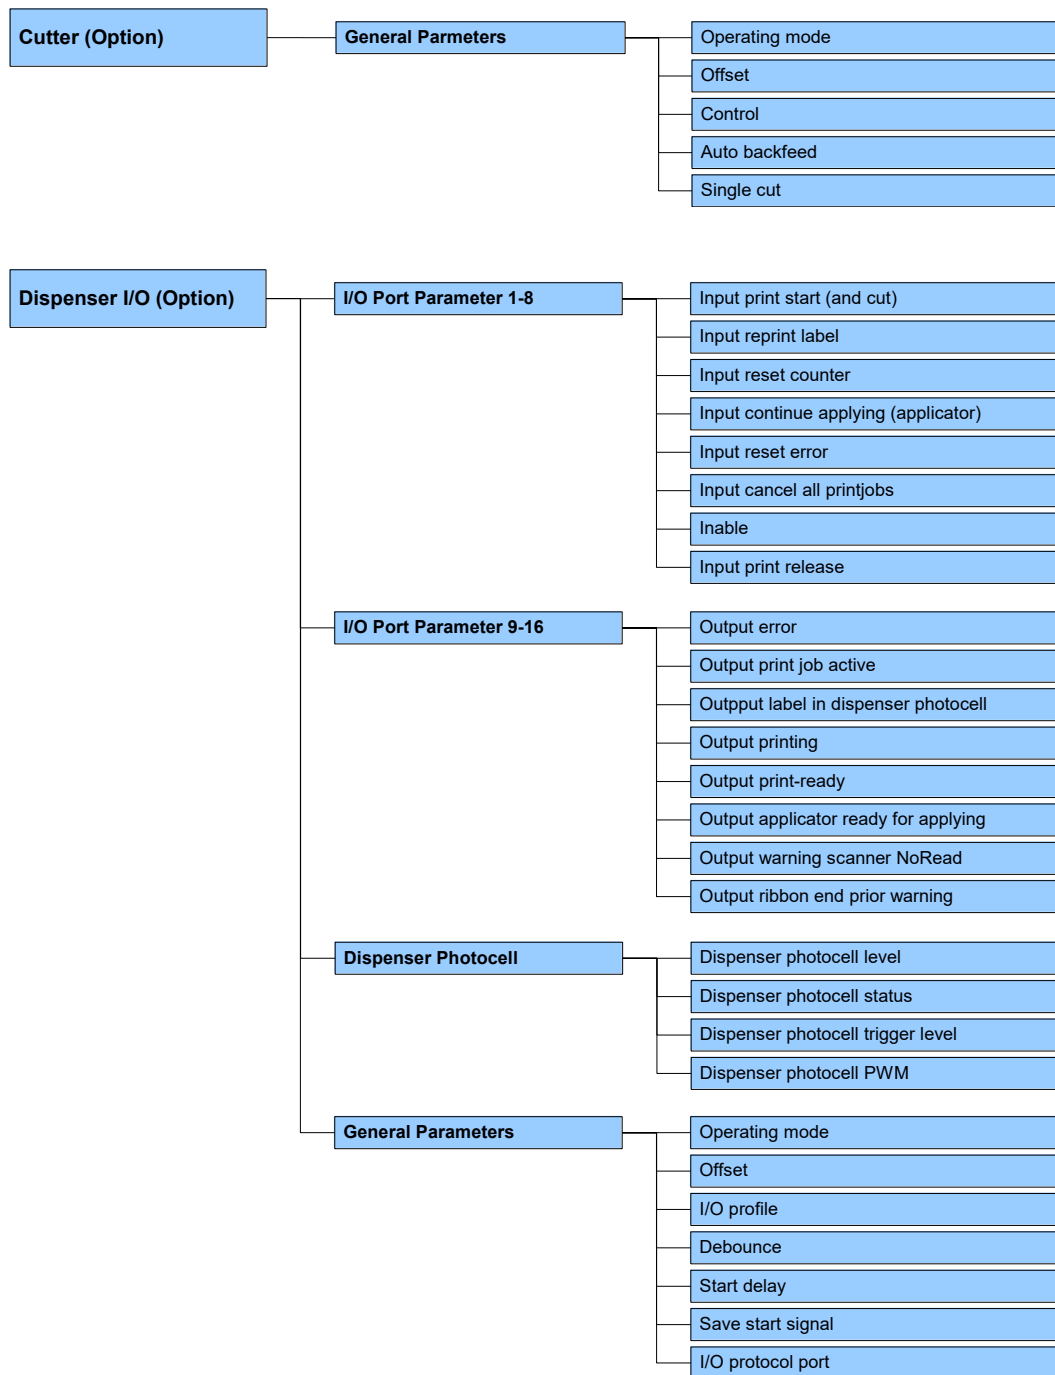 Cutter (Option)
General Parmeters
Operating mode
Offset
Control
Auto backfeed
Single cut
Dispenser I/O (Option)
I/O Port Parameter 1-8
Input print start (and cut)
Input reprint label
Input reset counter
Input continue applying (applicator)
Input reset error
Input cancel all printjobs
Inable
Input print release
I/O Port Parameter 9-16
Output error
Output print job active
Outpput label in dispenser photocell
Output printing
Output print-ready
Output applicator ready for applying
Output warning scanner NoRead
Output ribbon end prior warning
Dispenser Photocell
Dispenser photocell level
Dispenser photocell status
Dispenser photocell trigger level
Dispenser photocell PWM
General Parameters
Operating mode
Offset
I/O profile
Debounce
Start delay
Save start signal
I/O protocol port